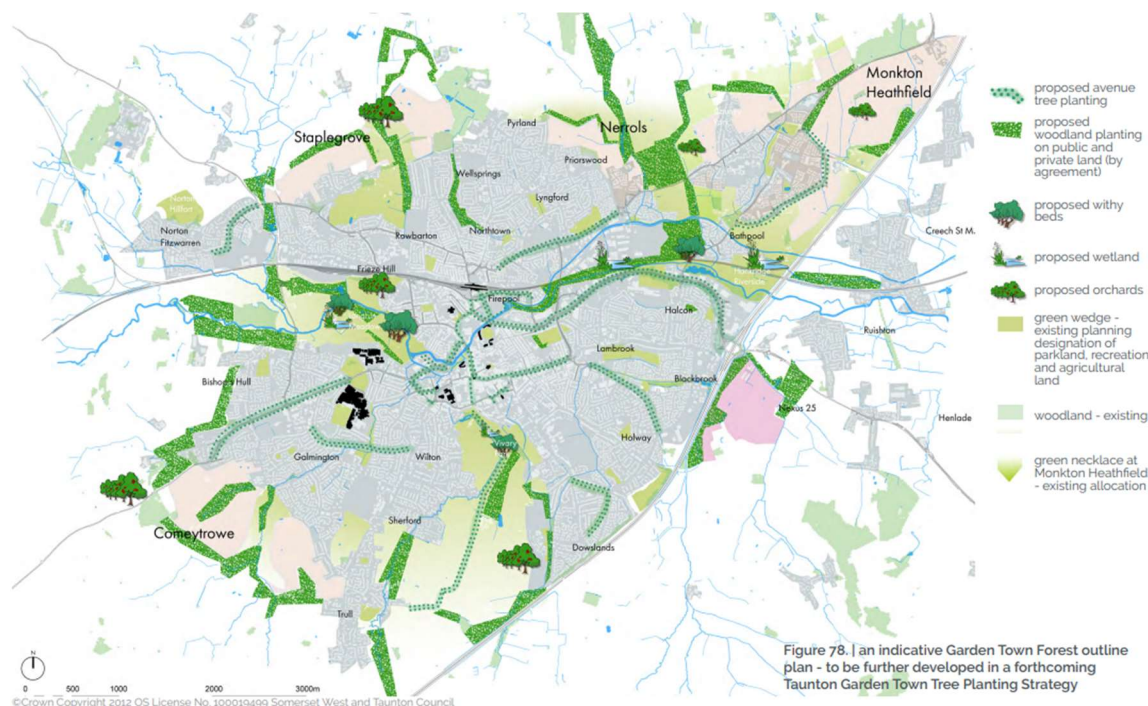 Monkton
Heathfield
Staplegrove
Pyrland
Nerrols
Priorswood
Wellsprings
Lyngford
Norton
Hillfort
Norton
Fitzwarren
Rowbarton
Northtown
Bathpool
Creech St M.
Frieze Hill
Firepool
Halcon
Ruishton
Lambrook
Bishop's Hull
Blackbrook
Nexus 25
Henlade
Holway
Vivary
Galmington
Wilton
Sherford
Comeytrowe
Dowslands
Trull
proposed avenue
tree planting
proposed
woodland planting
on public and
private land (by
agreement)
proposed withy
beds
proposed wetland
proposed orchards
green wedge -
existing planning
designation of
parkland, recreation
and agricultural
land
woodland - existing
green necklace at
Monkton Heathfield
- existing allocation
N
0 500 1000 2000 3000m
Figure 78. | an indicative Garden Town Forest outline
plan - to be further developed in a forthcoming
Taunton Garden Town Tree Planting Strategy
©Crown Copyright 2012 OS License No. 100019499 Somerset West and Taunton Council